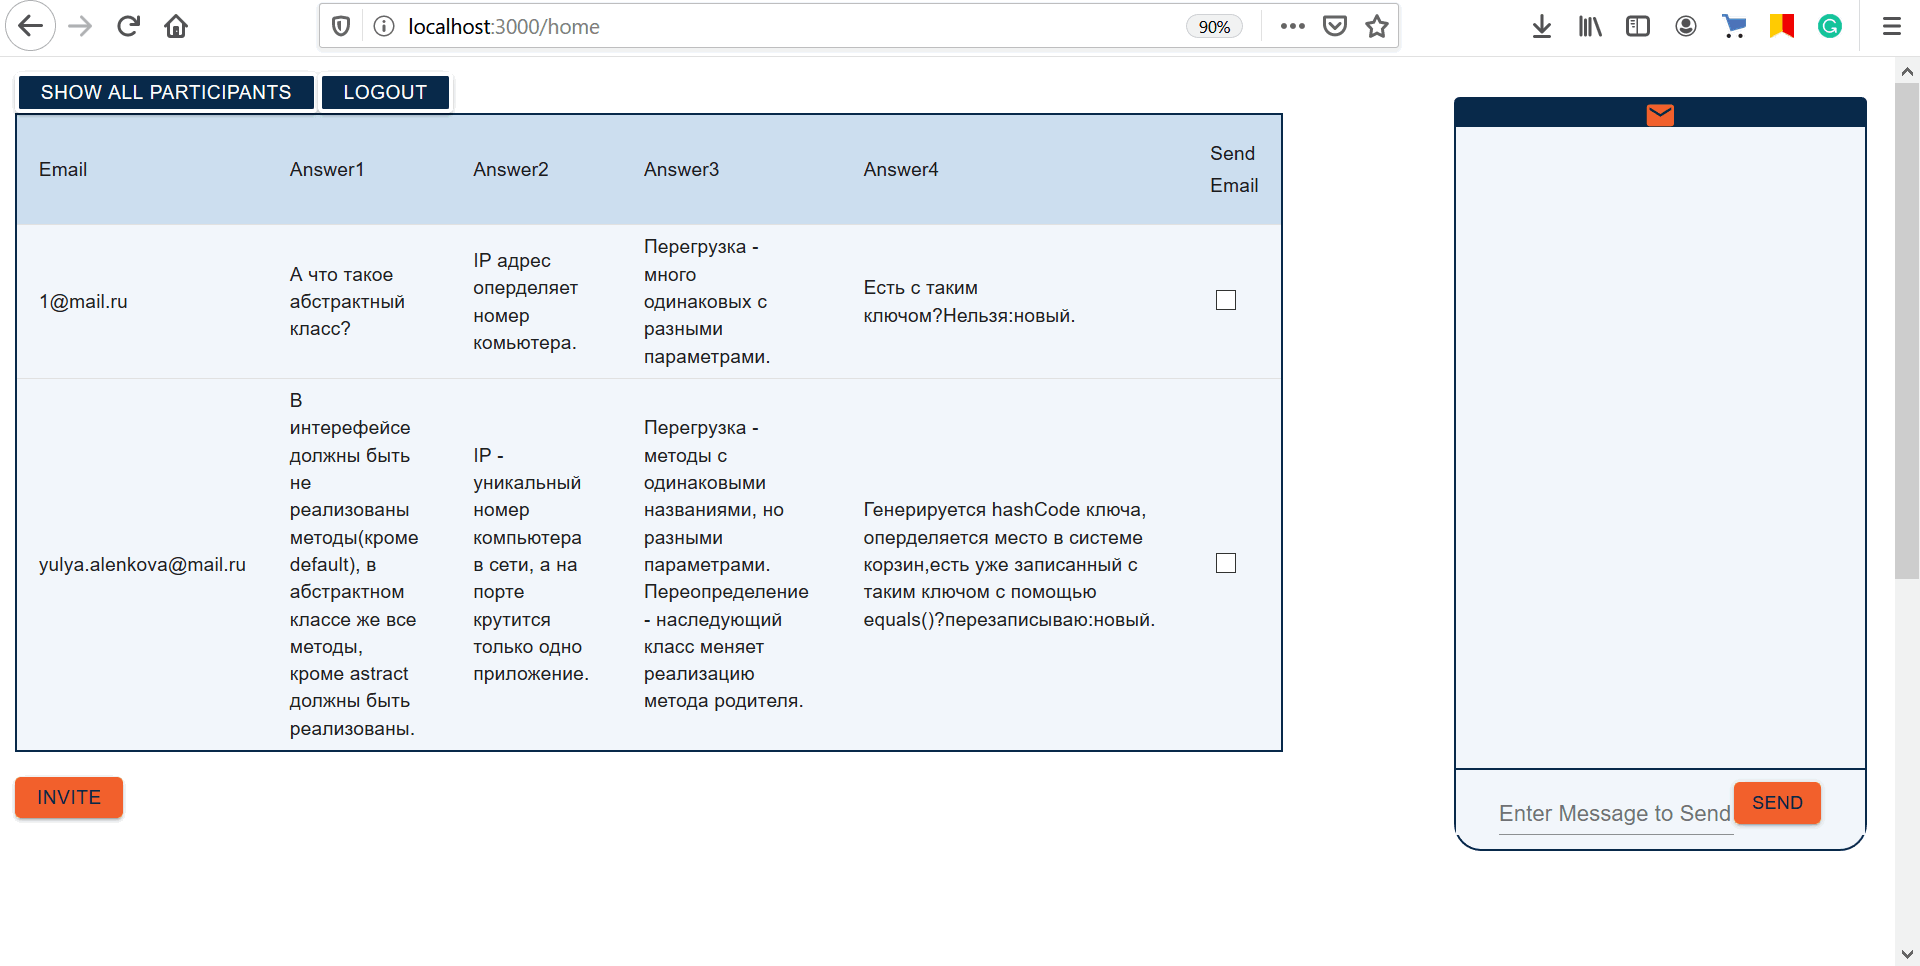 localhost:3000/home
90%
SHOW ALL PARTICIPANTS
LOGOUT
Email
Answer1
Answer2
Answer3
Answer4
Send
Email
1@mail.ru
А что такое
абстрактный
класс?
IP адрес
оперделяет
номер
комьютера.
Перегрузка -
много
одинаковых с
разными
параметрами.
Есть с таким
ключом?Нельзя:новый.
yulya.alenkova@mail.ru
В
интерефейсе
должны быть
не
реализованы
методы(кроме
default), в
абстрактном
классе же все
методы,
кроме astract
должны быть
реализованы.
IP -
уникальный
номер
компьютера
в сети, а на
порте
крутится
только одно
приложение.
Перегрузка -
методы с
одинаковыми
названиями, но
разными
параметрами.
Переопределение
- наследующий
класс меняет
реализацию
метода родителя.
Генерируется hashCode ключа,
оперделяется место в системе
корзин,есть уже записанный с
таким ключом с помощью
equals()?перезаписываю:новый.
INVITE
Enter Message to Send
SEND